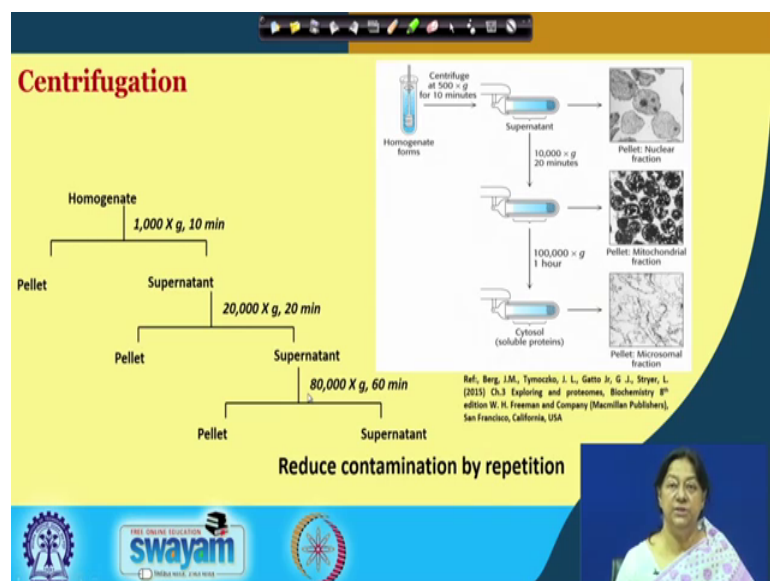 Centrifugation
Homogenate
1,000 X g, 10 min
Pellet
Supernatant
20,000 X g, 20 min
Pellet
Supernatant
80,000 X g, 60 min
Pellet
Supernatant
Reduce contamination by repetition
Homogenate
forms
Centrifuge
at 500 × g
for 10 minutes
Supernatant
Pellet: Nuclear
fraction
10,000 × g
20 minutes
Pellet: Mitochondrial
fraction
100,000 × g
1 hour
Cytosol
(soluble proteins)
Pellet: Microsomal
fraction
Ref:, Berg, J.M., Tymoczko, J. L., Gatto Jr, G .J., Stryer, L.
(2015) Ch.3 Exploring and proteomes, Biochemistry 8th
edition W. H. Freeman and Company (Macmillan Publishers),
San Francisco, California, USA
FREE ONLINE EDUCATION
swayam